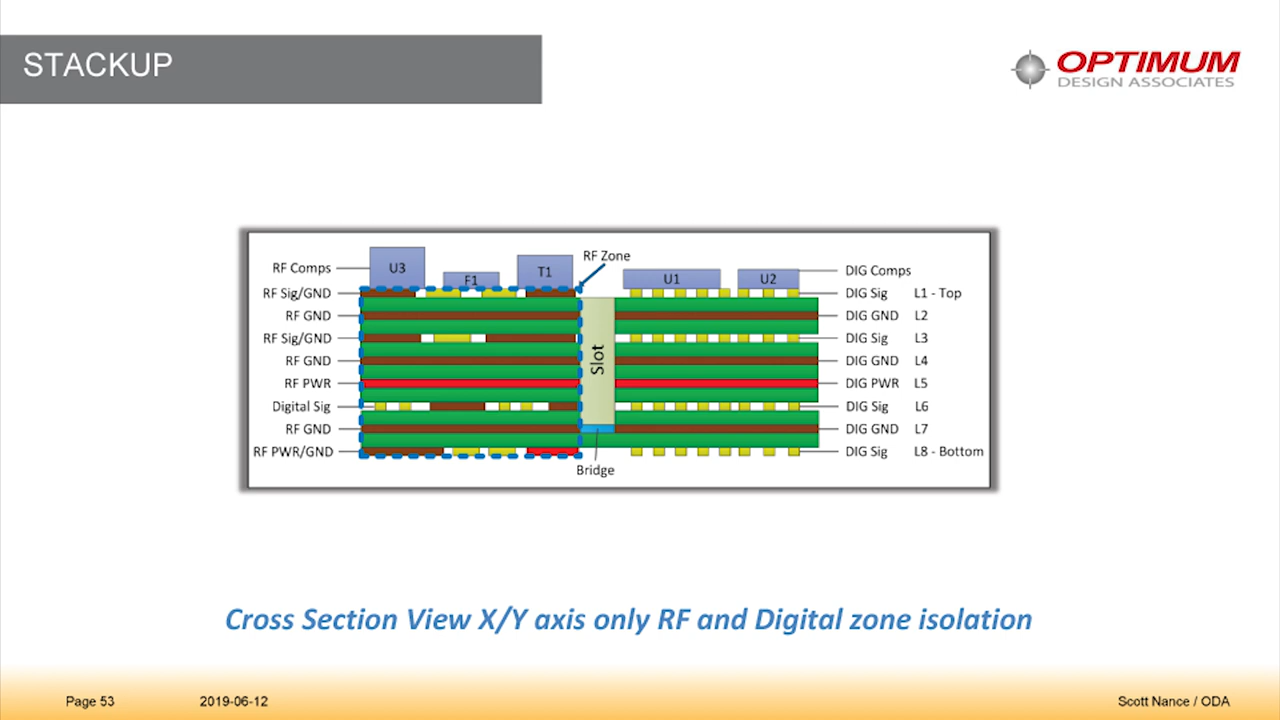 STACKUP
OPTIMUM
DESIGN ASSOCIATES
RF Zone
RF Comps U3 F1 T1 U1 U2 DIG Comps
RF Sig/GND DIG Sig L1 - Top
RF GND DIG GND L2
RF Sig/GND DIG Sig L3
RF GND Slot DIG GND L4
RF PWR DIG PWR L5
Digital Sig DIG Sig L6
RF GND DIG GND L7
RF PWR/GND DIG Sig L8 - Bottom
Bridge
Cross Section View X/Y axis only RF and Digital zone isolation
Page 53 2019-06-12 Scott Nance / ODA